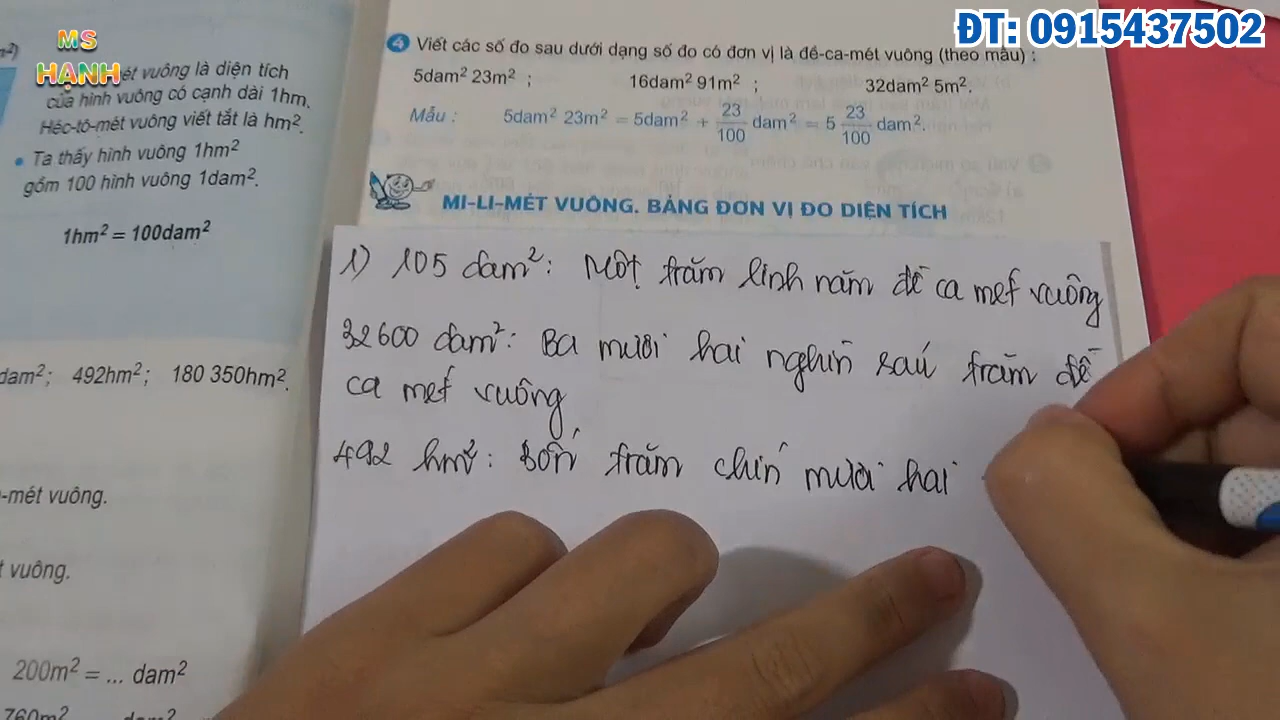 ĐT: 0915437502
MS
HẠNH
m²)
mét vuông là diện tích
của hình vuông có cạnh dài 1hm.
Héc-tô-mét vuông viết tắt là hm².
• Ta thấy hình vuông 1hm²
gồm 100 hình vuông 1dam².
1hm² = 100dam²
dam²; 492hm²; 180 350hm².
-mét vuông.
t vuông.
200m² = ... dam²
760m² dam²
4 Viết các số đo sau dưới dạng số đo có đơn vị là đề-ca-mét vuông (theo mẫu) :
5dam² 23m² ; 16dam² 91m² ; 32dam² 5m².
Mẫu : 5dam² 23m² = 5dam² + 23/100 dam² = 5 23/100 dam².
MI-LI-MÉT VUÔNG. BẢNG ĐƠN VỊ ĐO DIỆN TÍCH
1) 105 dam²: Một trăm linh năm đề ca mét vuông
32600 dam²: Ba mươi hai nghìn sáu trăm đề
ca mét vuông
492 hm²: Bốn trăm chín mươi hai